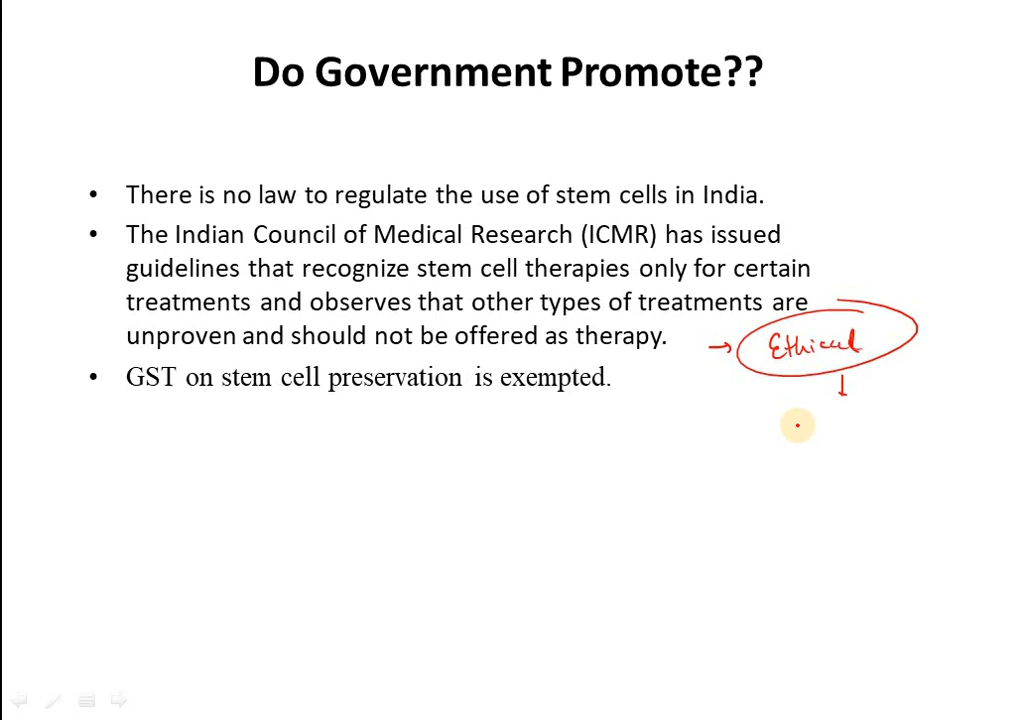 Do Government Promote??
• There is no law to regulate the use of stem cells in India.
• The Indian Council of Medical Research (ICMR) has issued
guidelines that recognize stem cell therapies only for certain
treatments and observes that other types of treatments are
unproven and should not be offered as therapy.
→ Ethical
↓
• GST on stem cell preservation is exempted.